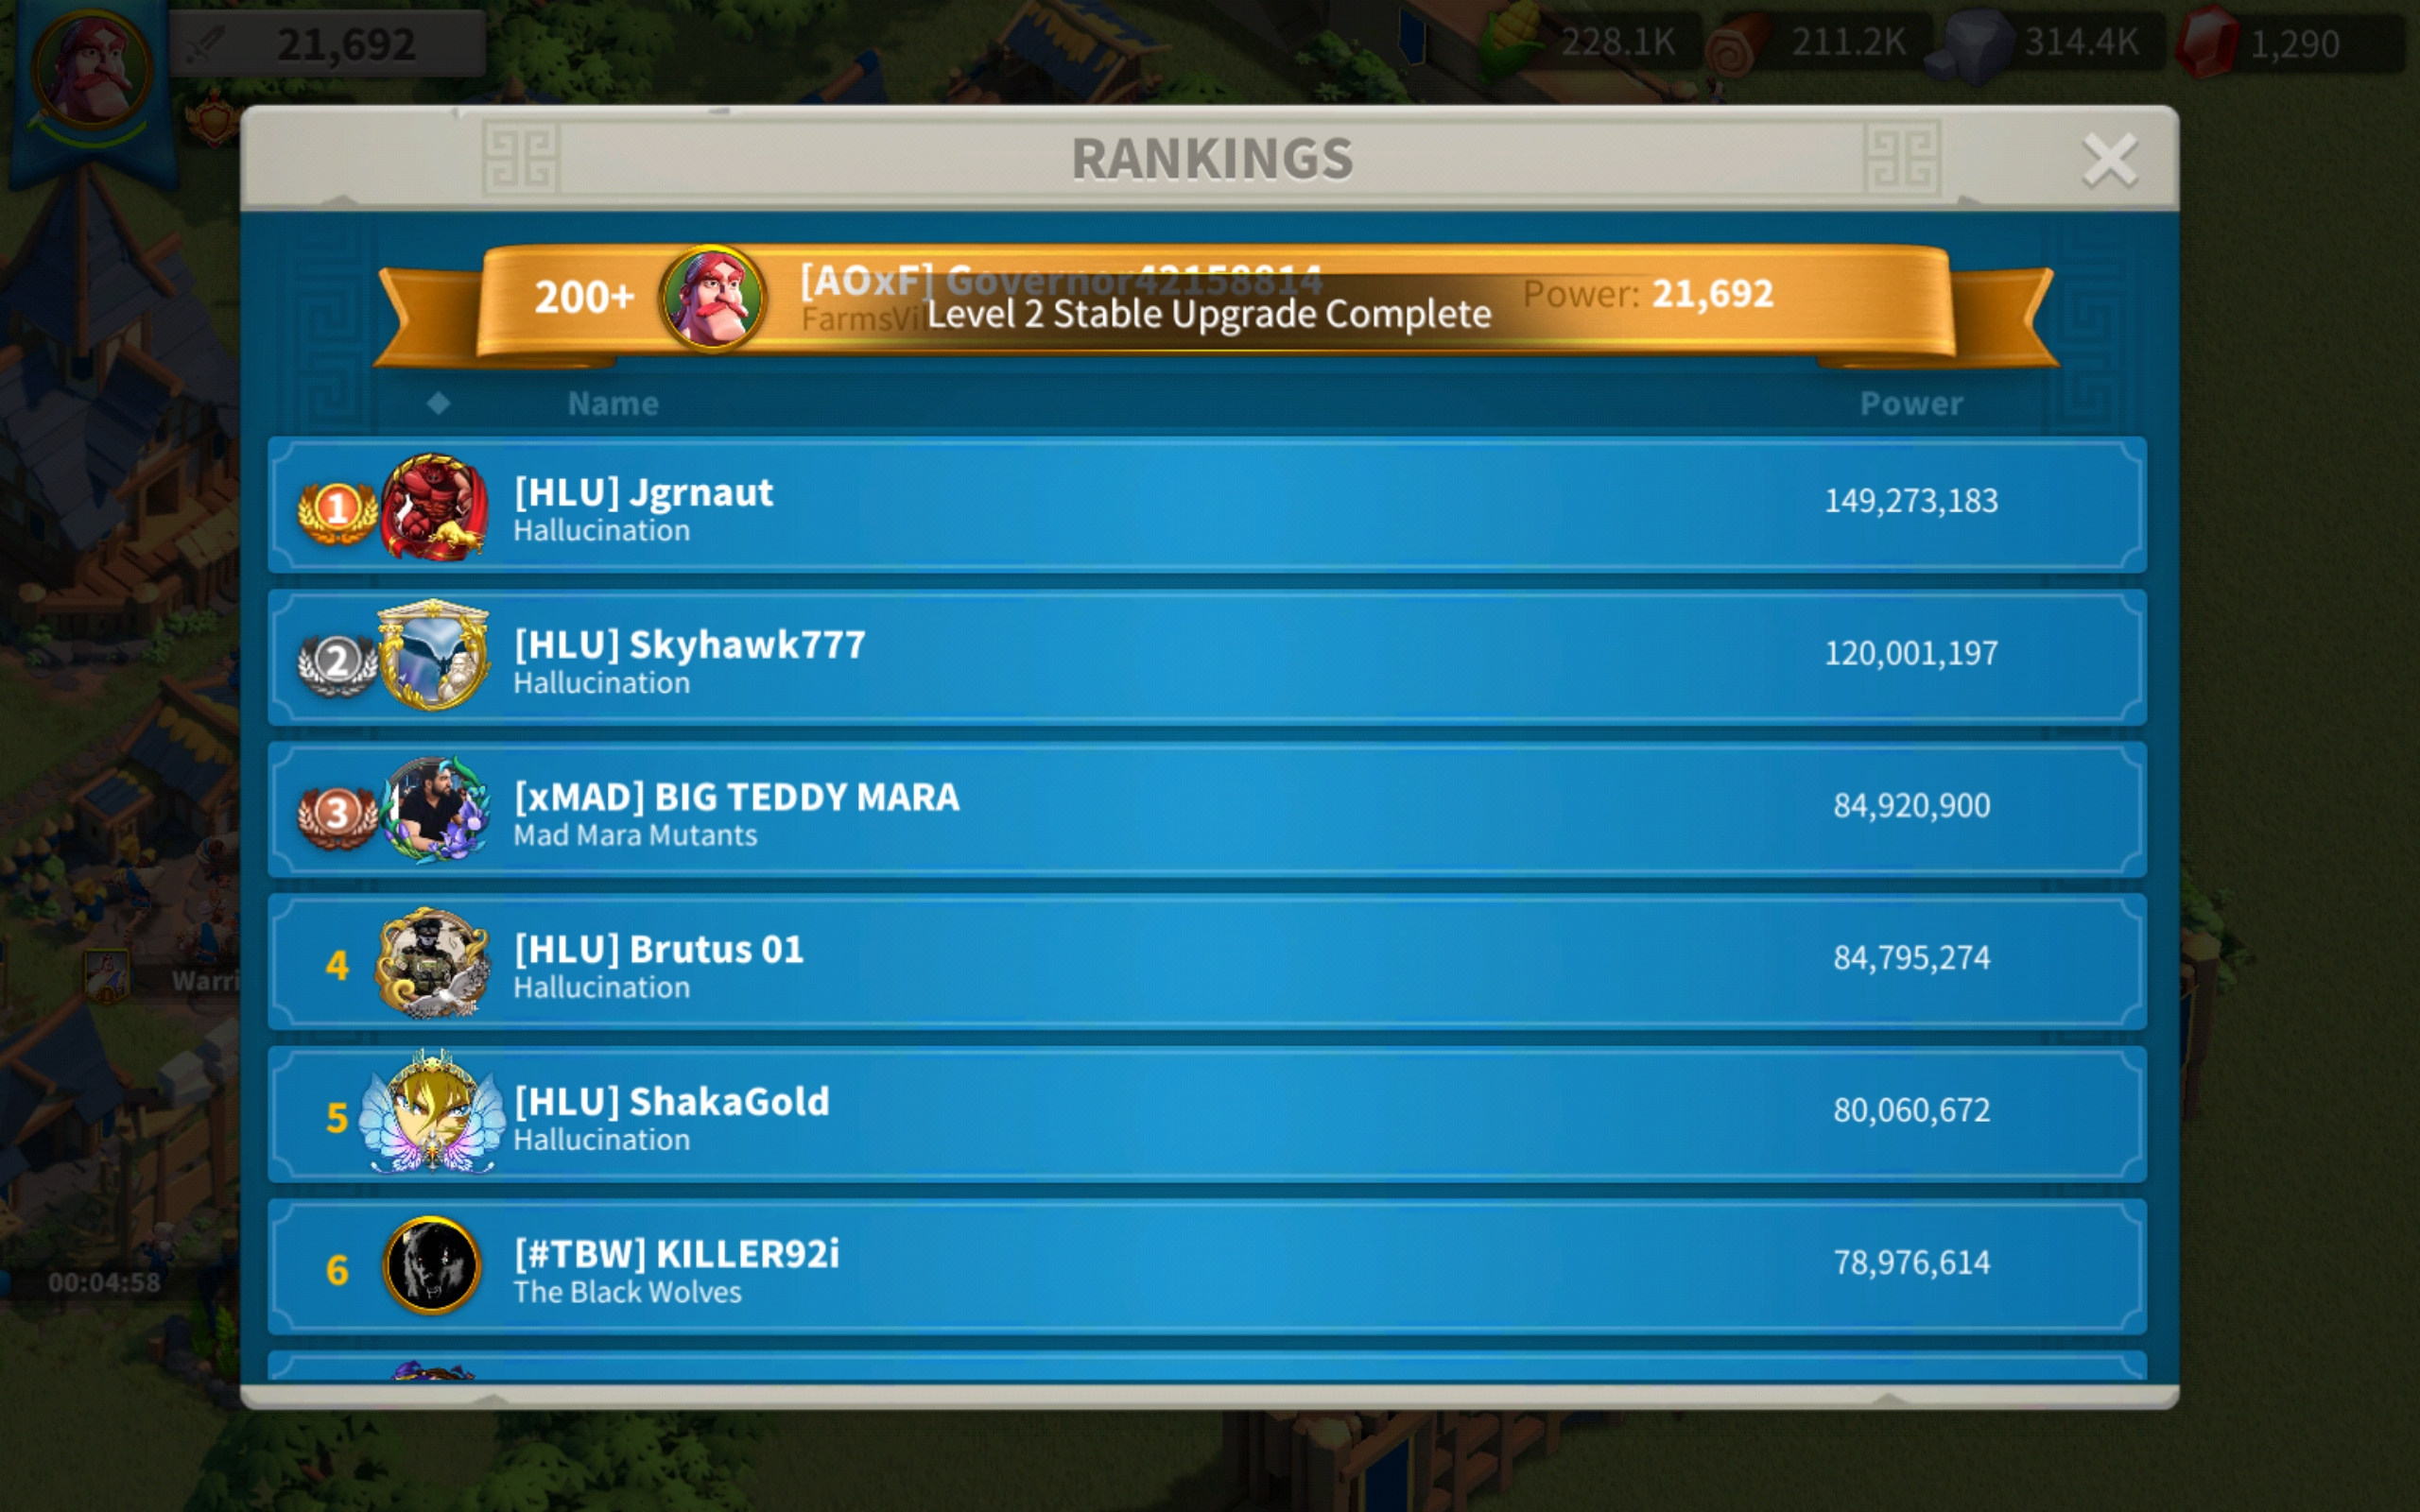 21,692
228.1K
211.2K
314.4K
1,290
RANKINGS
200+
[AOxF] Governor42158814
Power: 21,692
Level 2 Stable Upgrade Complete
Name
Power
1
[HLU] Jgrnaut
Hallucination
149,273,183
2
[HLU] Skyhawk777
Hallucination
120,001,197
3
[xMAD] BIG TEDDY MARA
Mad Mara Mutants
84,920,900
4
[HLU] Brutus 01
Hallucination
84,795,274
5
[HLU] ShakaGold
Hallucination
80,060,672
6
[#TBW] KILLER92i
The Black Wolves
78,976,614
00:04:58